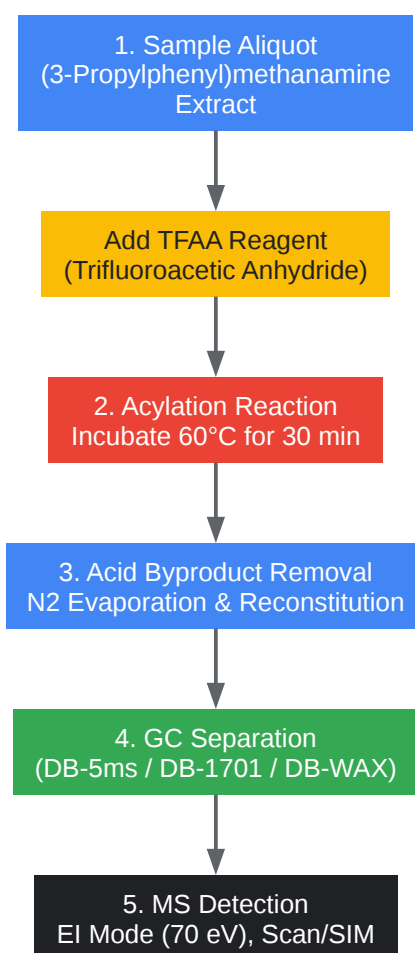 1. Sample Aliquot
(3-Propylphenyl)methanamine
Extract
Add TFAA Reagent
(Trifluoroacetic Anhydride)
2. Acylation Reaction
Incubate 60°C for 30 min
3. Acid Byproduct Removal
N2 Evaporation & Reconstitution
4. GC Separation
(DB-5ms / DB-1701 / DB-WAX)
5. MS Detection
EI Mode (70 eV), Scan/SIM